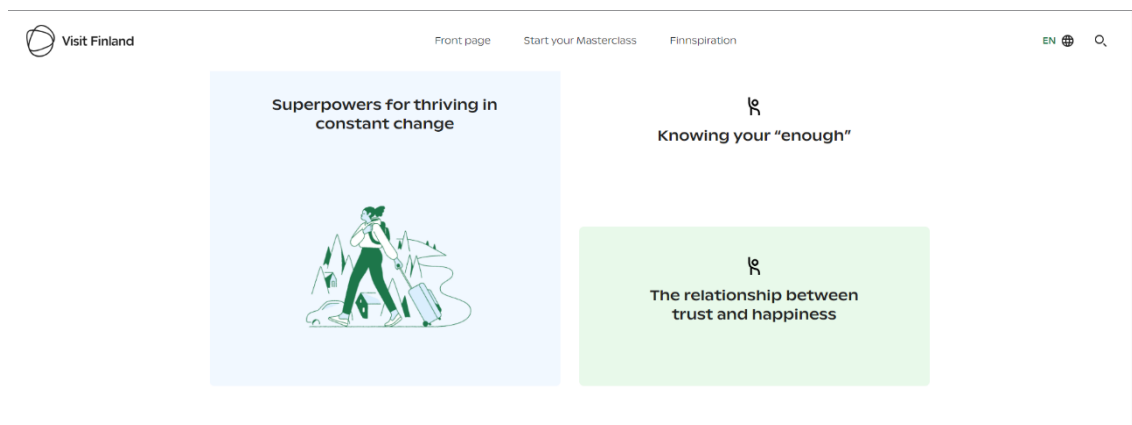 Visit Finland
Front page
Start your Masterclass
Finnspiration
EN
Superpowers for thriving in
constant change
Knowing your “enough”
The relationship between
trust and happiness